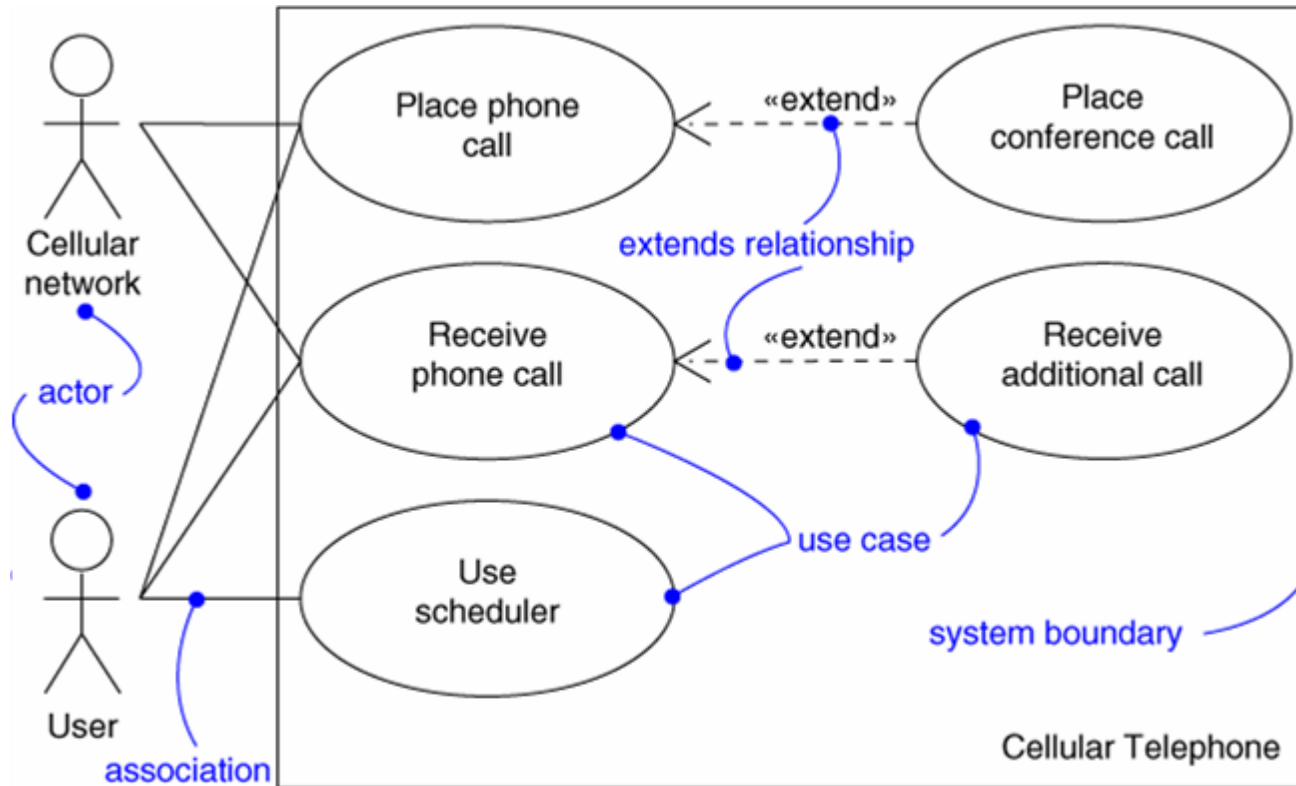 Place phone
call
«extend»
Place
conference call
Cellular
network
extends relationship
actor
Receive
phone call
«extend»
Receive
additional call
use case
Use
scheduler
system boundary
User
association
Cellular Telephone